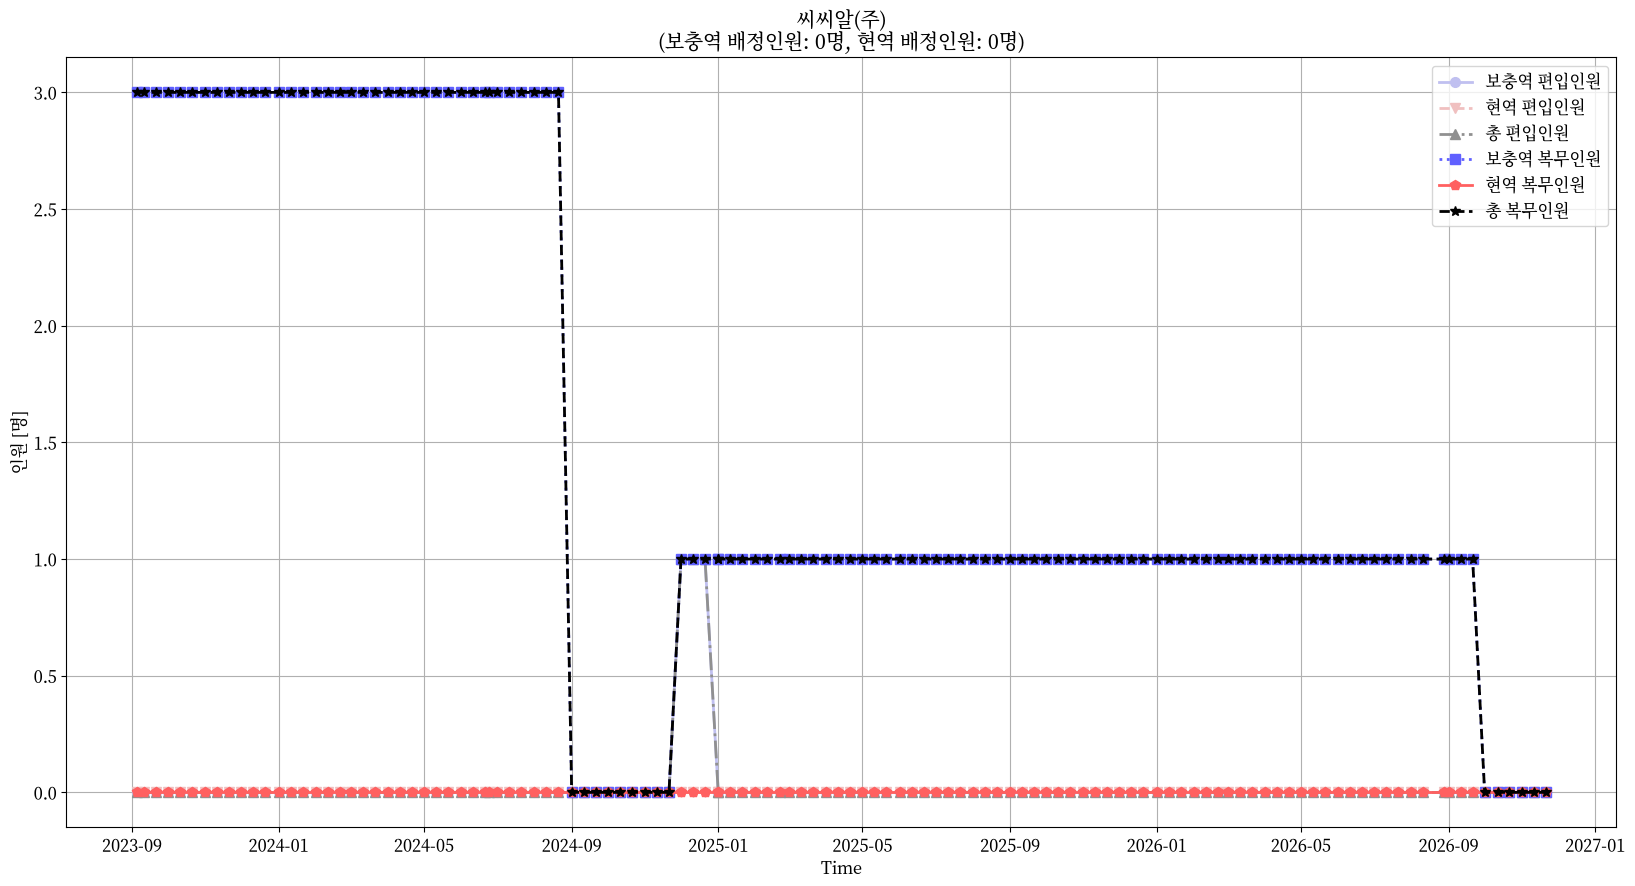 씨씨알(주)
(보충역 배정인원: 0명, 현역 배정인원: 0명)
보충역 편입인원
현역 편입인원
총 편입인원
보충역 복무인원
현역 복무인원
총 복무인원
인원 [명]
3.0
2.5
2.0
1.5
1.0
0.5
0.0
2023-09 2024-01 2024-05 2024-09 2025-01 2025-05 2025-09 2026-01 2026-05 2026-09 2027-01
Time